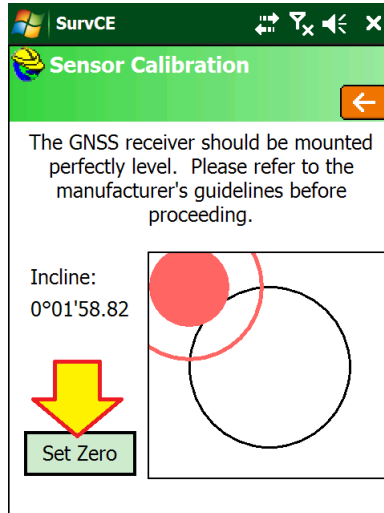 SurvCE
Sensor Calibration
The GNSS receiver should be mounted
perfectly level. Please refer to the
manufacturer's guidelines before
proceeding.
Incline:
0°01'58.82
Set Zero